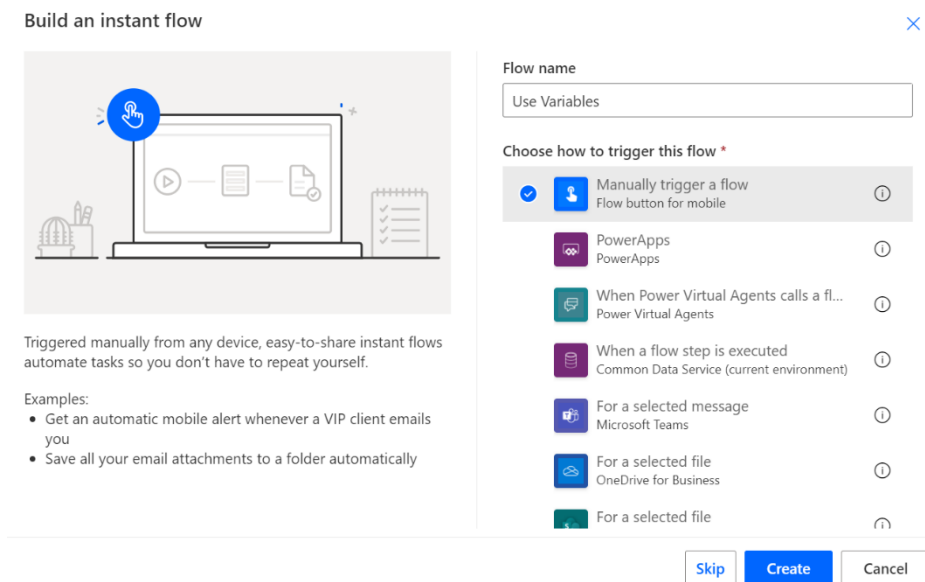 Build an instant flow
Flow name
Use Variables
Choose how to trigger this flow *
Manually trigger a flow
Flow button for mobile
PowerApps
PowerApps
When Power Virtual Agents calls a fl...
Power Virtual Agents
When a flow step is executed
Common Data Service (current environment)
For a selected message
Microsoft Teams
For a selected file
OneDrive for Business
For a selected file
Triggered manually from any device, easy-to-share instant flows
automate tasks so you don't have to repeat yourself.
Examples:
• Get an automatic mobile alert whenever a VIP client emails
you
• Save all your email attachments to a folder automatically
Skip
Create
Cancel